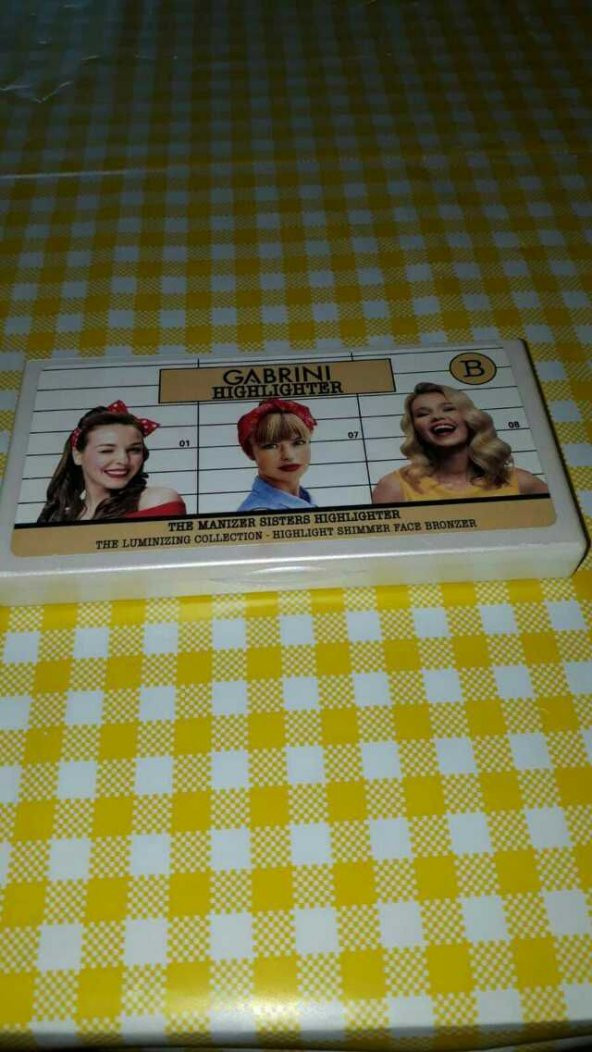 GABRINI
HIGHLIGHTER
B
01
07
08
THE MANIZER SISTERS HIGHLIGHTER
THE LUMINIZING COLLECTION - HIGHLIGHT SHIMMER FACE BRONZER